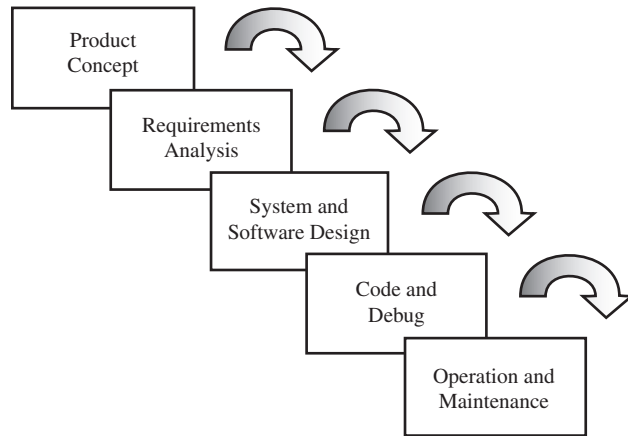 Product
Concept
Requirements
Analysis
System and
Software Design
Code and
Debug
Operation and
Maintenance